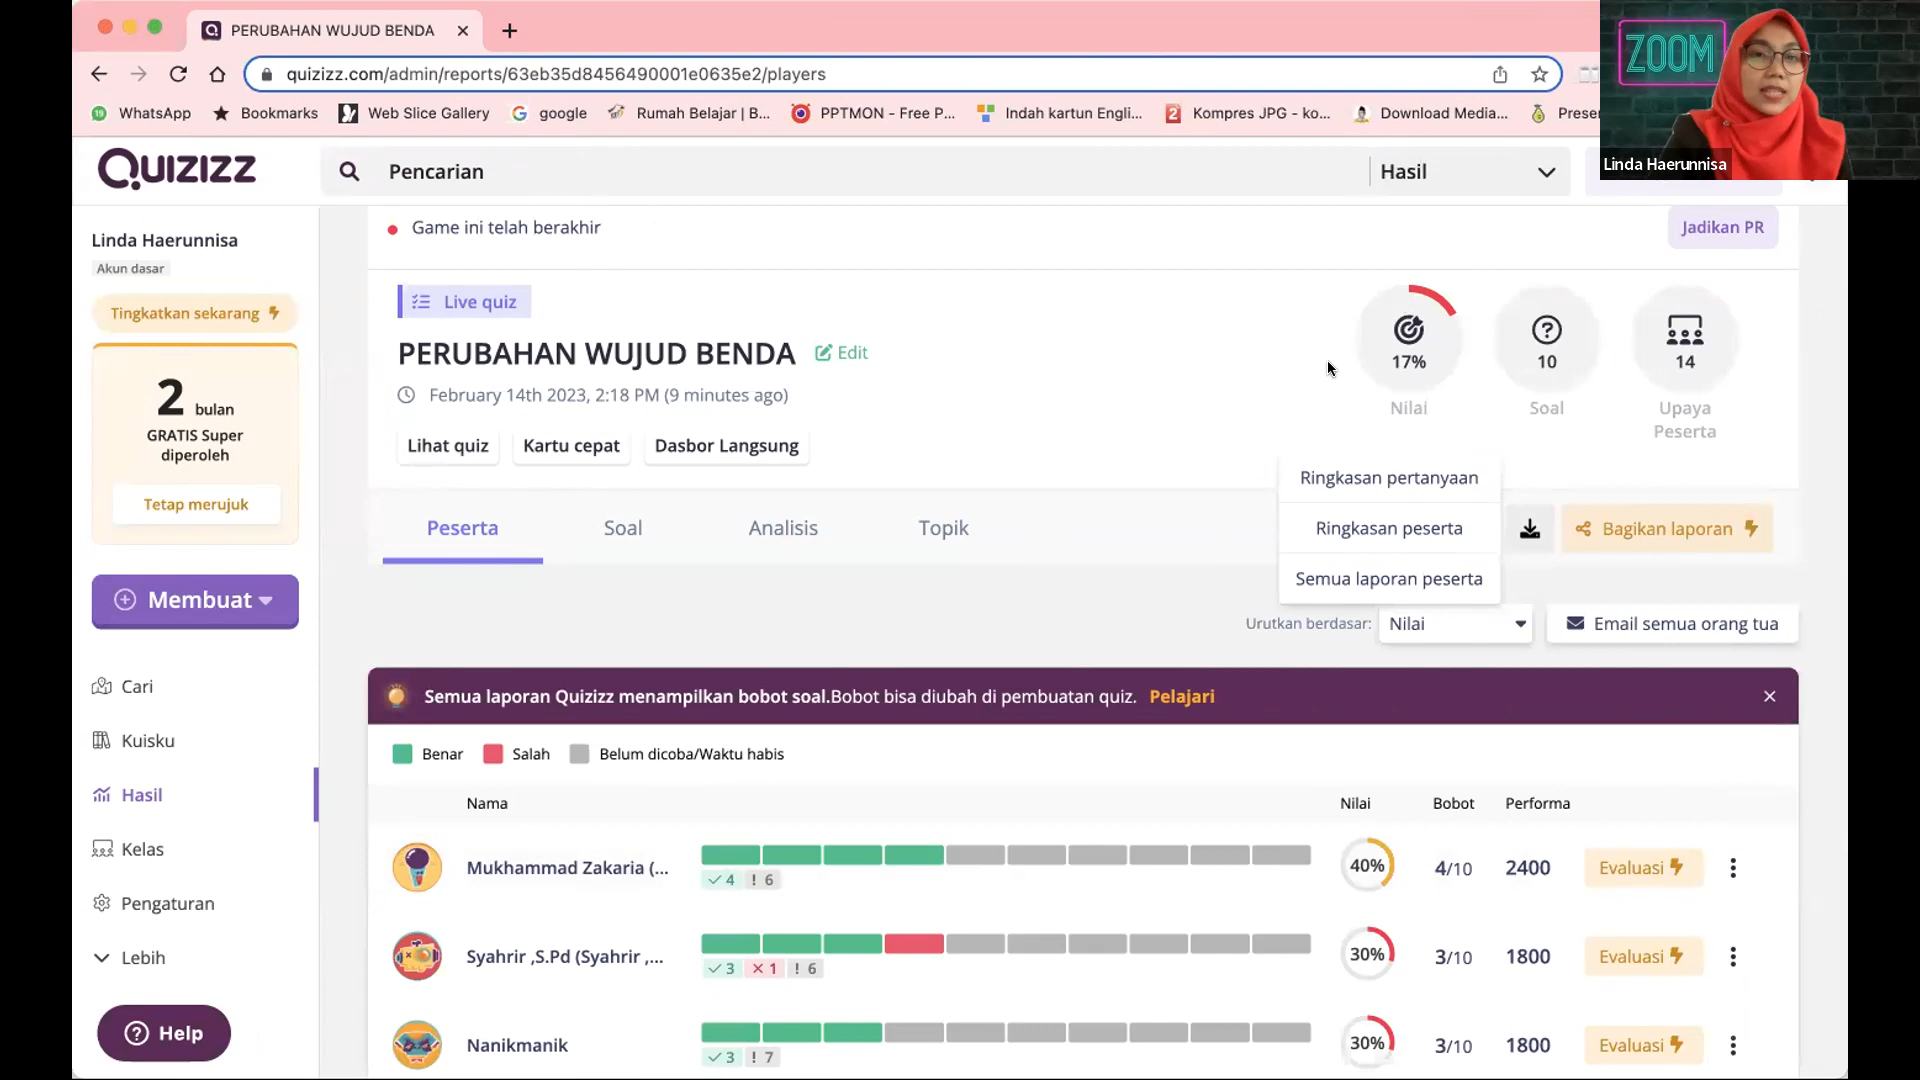 PERUBAHAN WUJUD BENDA
quizizz.com/admin/reports/63eb35d8456490001e0635e2/players
WhatsApp
Bookmarks
Web Slice Gallery
google
Rumah Belajar | B...
PPTMON - Free P...
Indah kartun Engli...
Kompres JPG - ko...
Download Media...
Presen
ZOOM
Linda Haerunnisa
QUIZIZZ
Pencarian
Hasil
Linda Haerunnisa
Akun dasar
Tingkatkan sekarang
2 bulan
GRATIS Super
diperoleh
Tetap merujuk
Membuat
Cari
Kuisku
Hasil
Kelas
Pengaturan
Lebih
Help
Game ini telah berakhir
Jadikan PR
Live quiz
PERUBAHAN WUJUD BENDA
Edit
February 14th 2023, 2:18 PM (9 minutes ago)
Lihat quiz
Kartu cepat
Dasbor Langsung
17%
Nilai
10
Soal
14
Upaya
Peserta
Peserta
Soal
Analisis
Topik
Ringkasan pertanyaan
Ringkasan peserta
Semua laporan peserta
Bagikan laporan
Urutkan berdasar:
Nilai
Email semua orang tua
Semua laporan Quizizz menampilkan bobot soal.Bobot bisa diubah di pembuatan quiz. Pelajari
Benar
Salah
Belum dicoba/Waktu habis
Nama
Nilai
Bobot
Performa
Mukhammad Zakaria (...
✓ 4 ! 6
40%
4/10
2400
Evaluasi
Syahrir ,S.Pd (Syahrir ,...
✓ 3 × 1 ! 6
30%
3/10
1800
Evaluasi
Nanikmanik
✓ 3 ! 7
30%
3/10
1800
Evaluasi